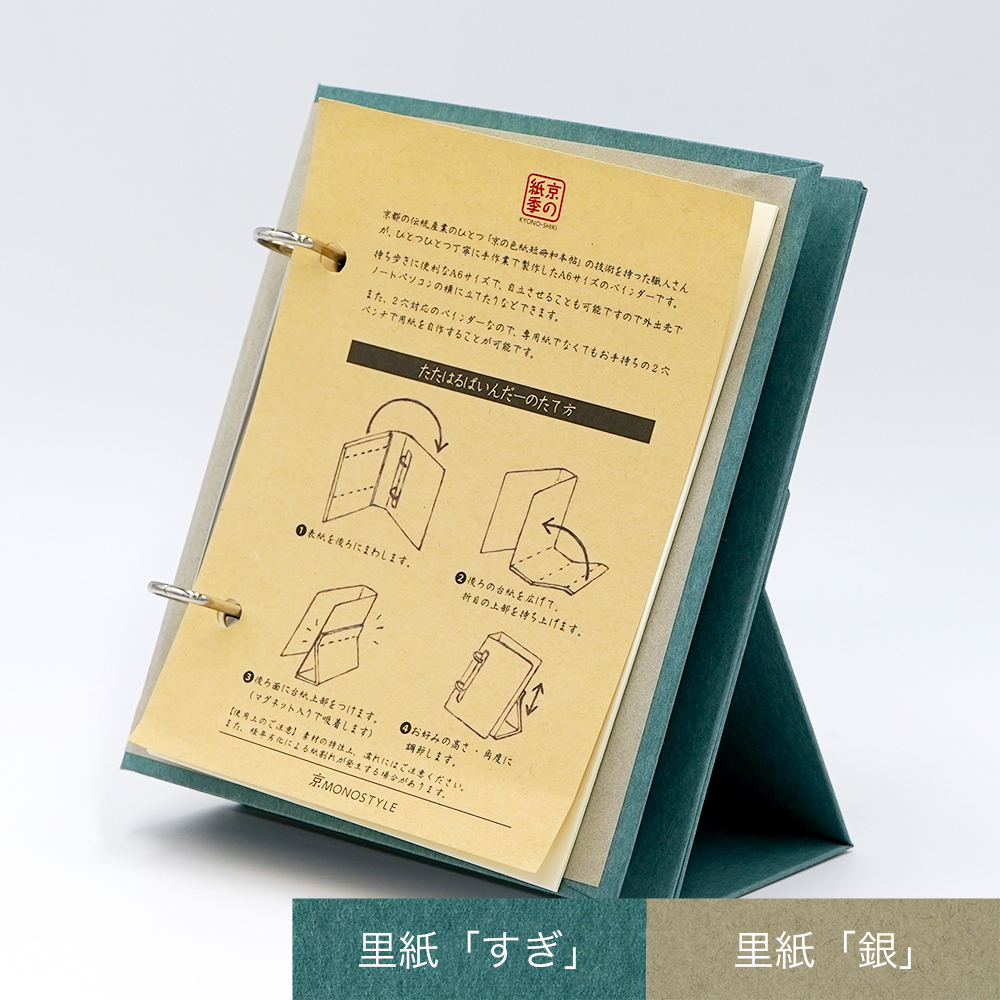 京の
紙季
KYONO-SHIKI
京都の伝統産業のひとつ「京の色紙短冊和本帖」の技術を持った職人さん
が、ひとつひとつ丁寧に手作業で製作したA6サイズのバインダーです。
持ち歩きに便利なA6サイズで、自立させることも可能ですので外出先で
ノートパソコンの横に立てたりなどできます。
また、2穴対応のバインダーなので、専用紙でなくてもお手持ちの2穴
パンチで用紙を自作することが可能です。
たたはるばいんだーのたて方
❶表紙を後ろにまわします。
❷後ろの台紙を広げて、
折目の上部を持ち上げます。
❸後ろ面に台紙上部をつけます。
(マグネット入りで吸着します)
❹お好みの高さ・角度に
調節します。
【使用上のご注意】素材の特性上、濡れにはご注意ください。
また、経年劣化による紙割れが発生する場合があります。
京MONOSTYLE
里紙「すぎ」
里紙「銀」